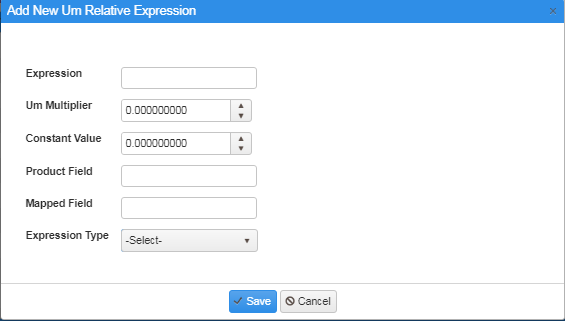 Add New Um Relative Expression
Expression
Um Multiplier 0.000000000
Constant Value 0.000000000
Product Field
Mapped Field
Expression Type -Select-
Save Cancel